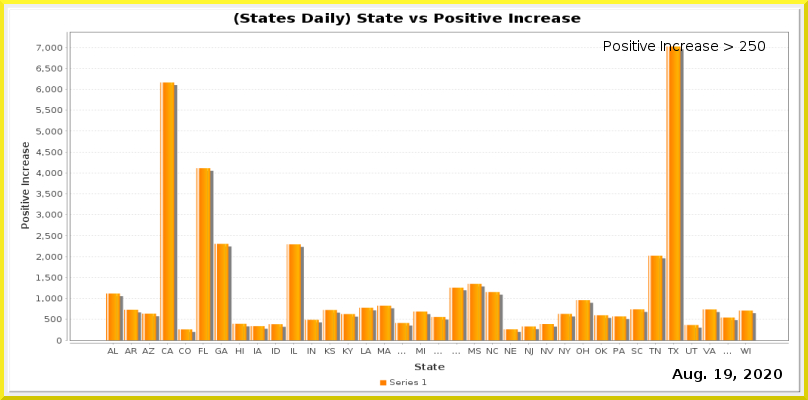 (States Daily) State vs Positive Increase
Positive Increase > 250
Positive Increase
7,000
6,500
6,000
5,500
5,000
4,500
4,000
3,500
3,000
2,500
2,000
1,500
1,000
500
0
AL AR AZ CA CO FL GA HI IA ID IL IN KS KY LA MA ... MI ... ... MS NC NE NJ NV NY OH OK PA SC TN TX UT VA ... WI
State
Series 1
Aug. 19, 2020